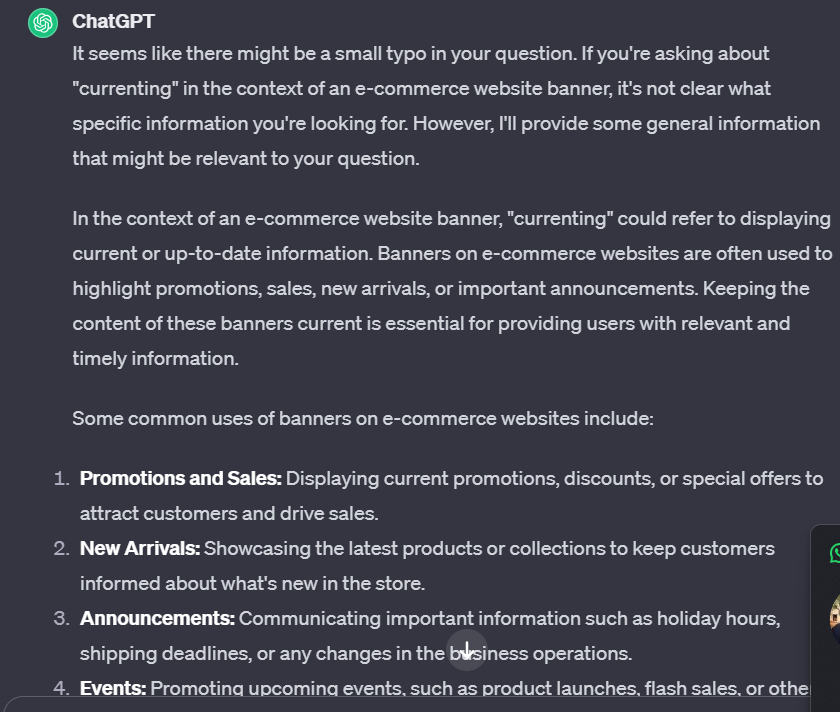 ChatGPT
It seems like there might be a small typo in your question. If you're asking about
"currenting" in the context of an e-commerce website banner, it's not clear what
specific information you're looking for. However, I'll provide some general information
that might be relevant to your question.
In the context of an e-commerce website banner, "currenting" could refer to displaying
current or up-to-date information. Banners on e-commerce websites are often used to
highlight promotions, sales, new arrivals, or important announcements. Keeping the
content of these banners current is essential for providing users with relevant and
timely information.
Some common uses of banners on e-commerce websites include:
1. Promotions and Sales: Displaying current promotions, discounts, or special offers to
attract customers and drive sales.
2. New Arrivals: Showcasing the latest products or collections to keep customers
informed about what's new in the store.
3. Announcements: Communicating important information such as holiday hours,
shipping deadlines, or any changes in the business operations.
4. Events: Promoting upcoming events, such as product launches, flash sales, or othe